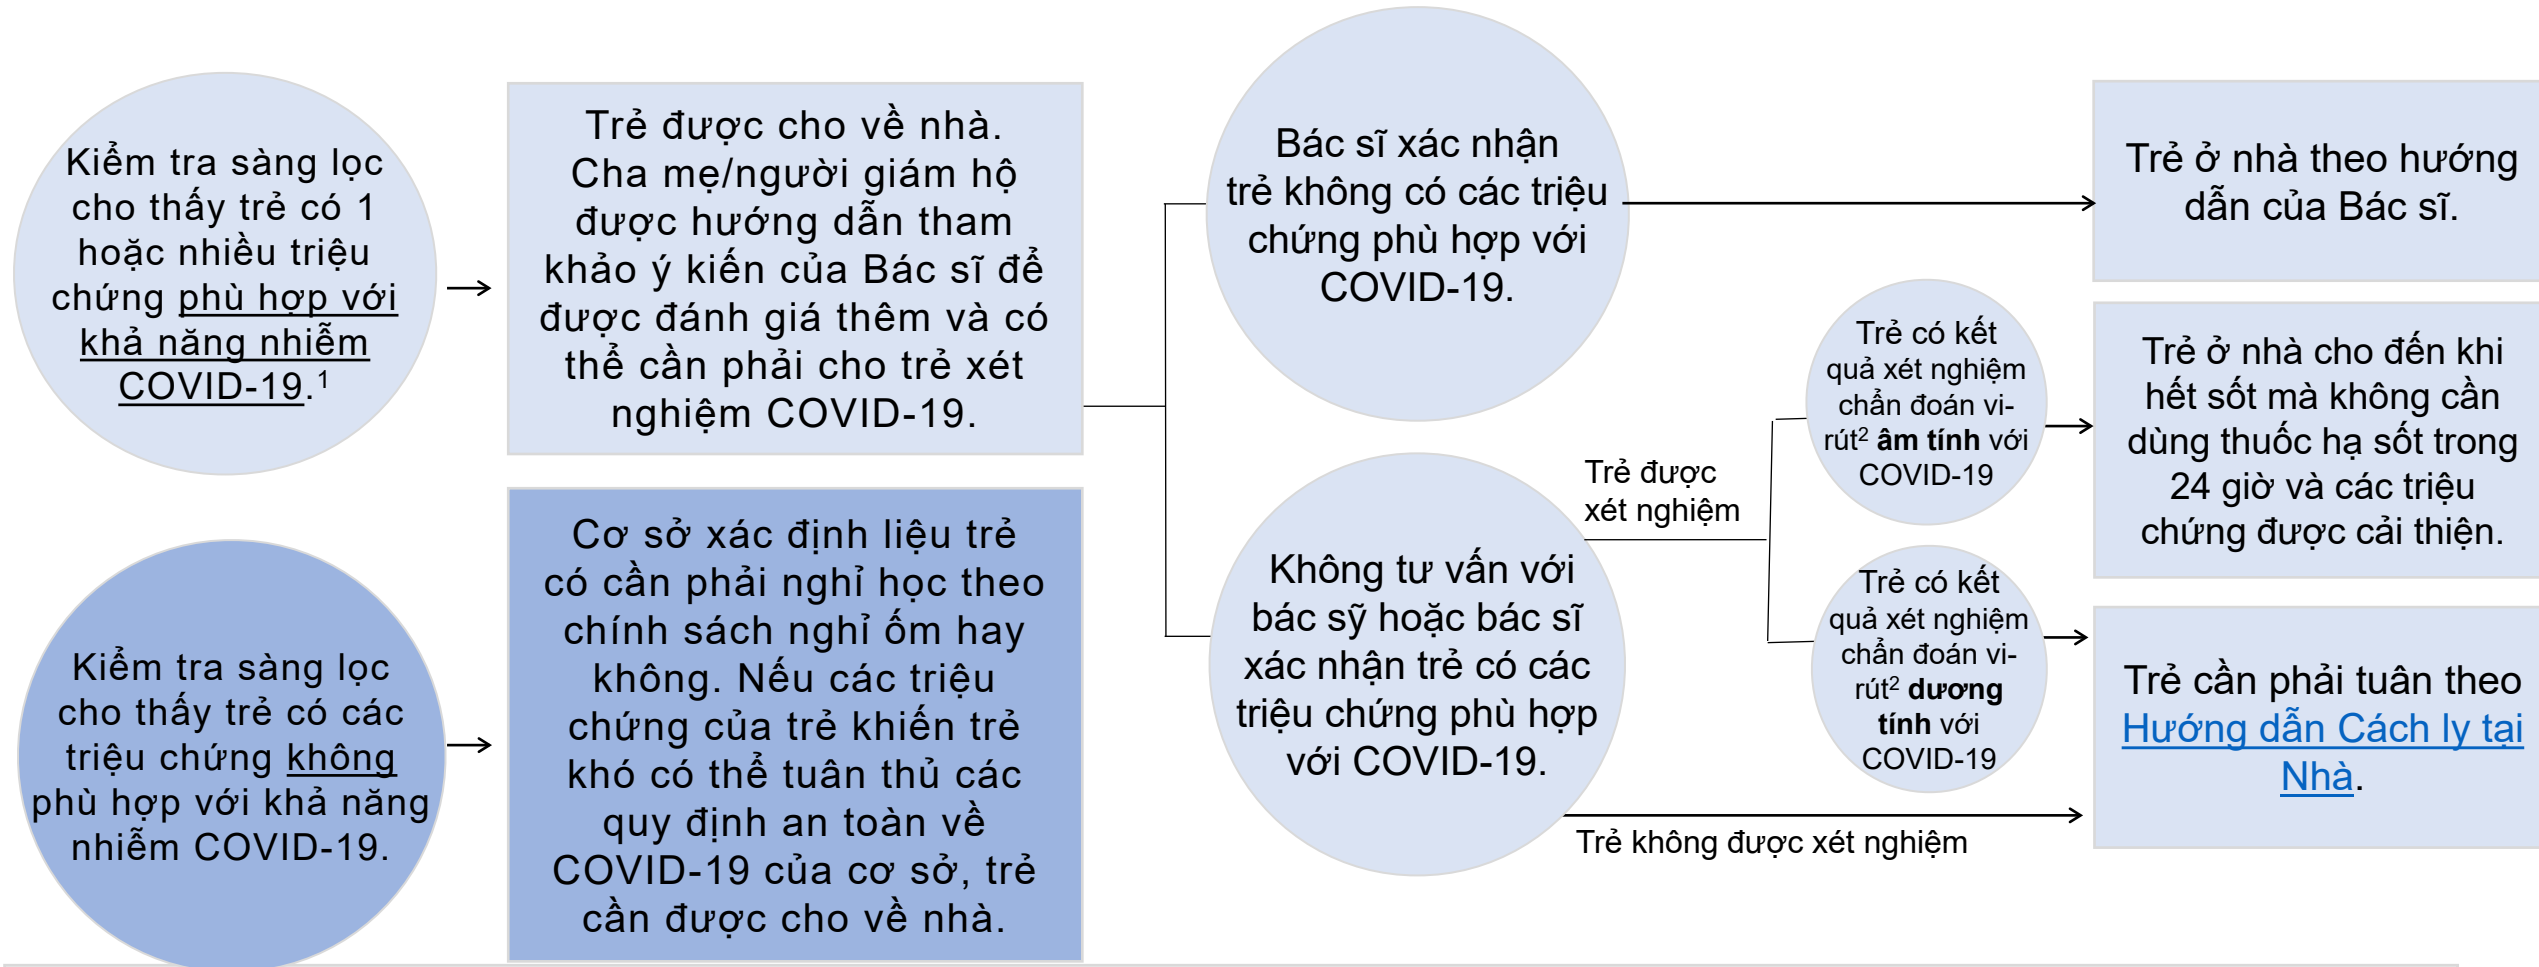 Kiểm tra sàng lọc
cho thấy trẻ có 1
hoặc nhiều triệu
chứng phù hợp với
khả năng nhiễm
COVID-19.¹
Trẻ được cho về nhà.
Cha mẹ/người giám hộ
được hướng dẫn tham
khảo ý kiến của Bác sĩ để
được đánh giá thêm và có
thể cần phải cho trẻ xét
nghiệm COVID-19.
Bác sĩ xác nhận
trẻ không có các triệu
chứng phù hợp với
COVID-19.
Trẻ ở nhà theo hướng
dẫn của Bác sĩ.
Không tư vấn với
bác sỹ hoặc bác sĩ
xác nhận trẻ có các
triệu chứng phù hợp
với COVID-19.
Trẻ được
xét nghiệm
Trẻ có kết
quả xét nghiệm
chẩn đoán vi-
rút² âm tính với
COVID-19
Trẻ ở nhà cho đến khi
hết sốt mà không cần
dùng thuốc hạ sốt trong
24 giờ và các triệu
chứng được cải thiện.
Trẻ có kết
quả xét nghiệm
chẩn đoán vi-
rút² dương
tính với
COVID-19
Trẻ cần phải tuân theo
Hướng dẫn Cách ly tại
Nhà.
Trẻ không được xét nghiệm
Kiểm tra sàng lọc
cho thấy trẻ có các
triệu chứng không
phù hợp với khả năng
nhiễm COVID-19.
Cơ sở xác định liệu trẻ
có cần phải nghỉ học theo
chính sách nghỉ ốm hay
không. Nếu các triệu
chứng của trẻ khiến trẻ
khó có thể tuân thủ các
quy định an toàn về
COVID-19 của cơ sở, trẻ
cần được cho về nhà.